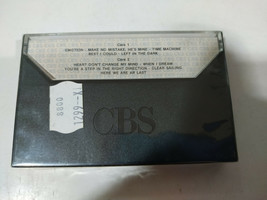 Cara 1
EMOTION - MAKE NO MISTAKE, HE'S MINE - TIME MACHINE
BEST I COULD - LEFT IN THE DARK
Cara 2
HEART DON'T CHANGE MY MIND - WHEN I DREAM
YOU'RE A STEP IN THE RIGHT DIRECTION - CLEAR SAILING
HERE WE ARE AT LAST
CBS